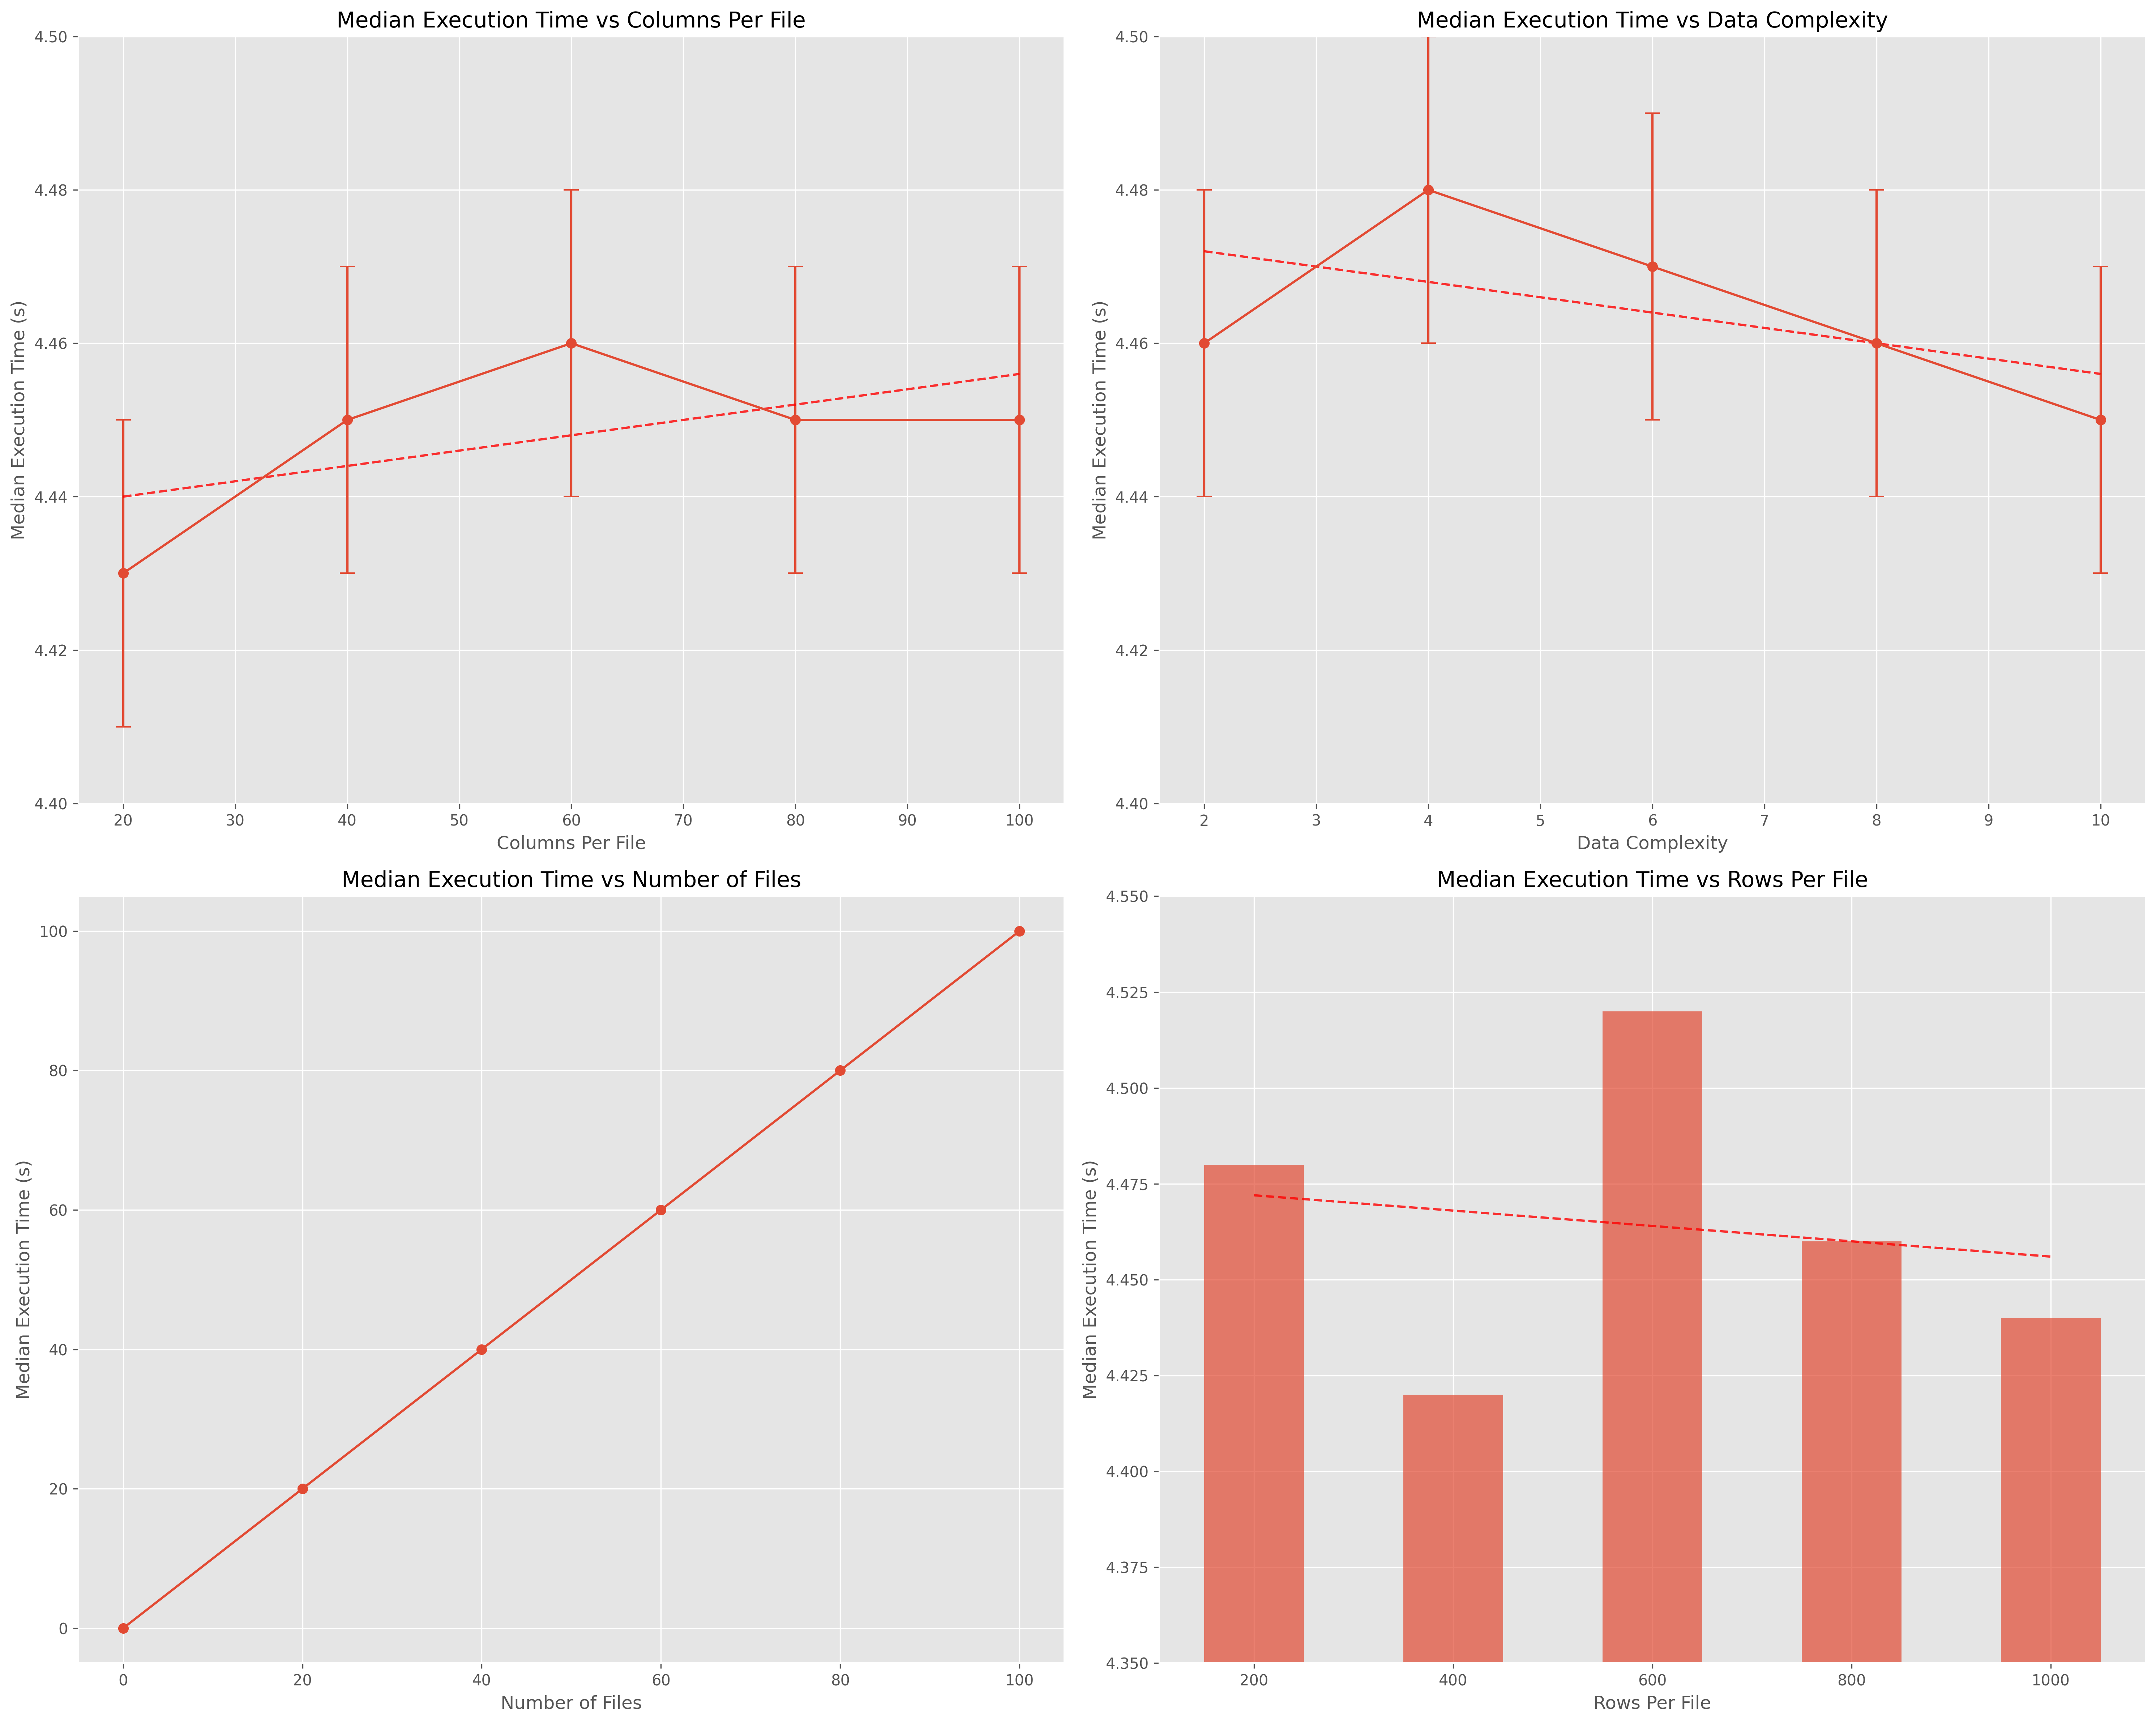 Median Execution Time vs Columns Per File
4.50
4.48
4.46
4.44
4.42
4.40
Median Execution Time (s)
20 30 40 50 60 70 80 90 100
Columns Per File
Median Execution Time vs Data Complexity
4.50
4.48
4.46
4.44
4.42
4.40
Median Execution Time (s)
2 3 4 5 6 7 8 9 10
Data Complexity
Median Execution Time vs Number of Files
100
80
60
40
20
0
Median Execution Time (s)
0 20 40 60 80 100
Number of Files
Median Execution Time vs Rows Per File
4.550
4.525
4.500
4.475
4.450
4.425
4.400
4.375
4.350
Median Execution Time (s)
200 400 600 800 1000
Rows Per File